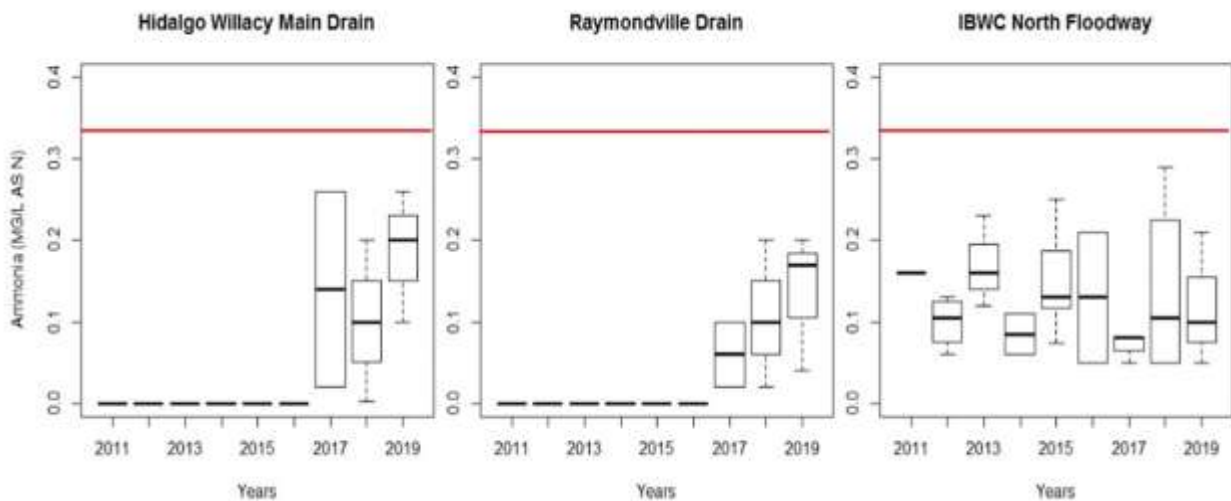 Hidalgo Willacy Main Drain
Raymondville Drain
IBWC North Floodway
Ammonia (MG/L AS N)
0.4
0.3
0.2
0.1
0.0
2011 2013 2015 2017 2019
Years
0.4
0.3
0.2
0.1
0.0
2011 2013 2015 2017 2019
Years
0.4
0.3
0.2
0.1
0.0
2011 2013 2015 2017 2019
Years